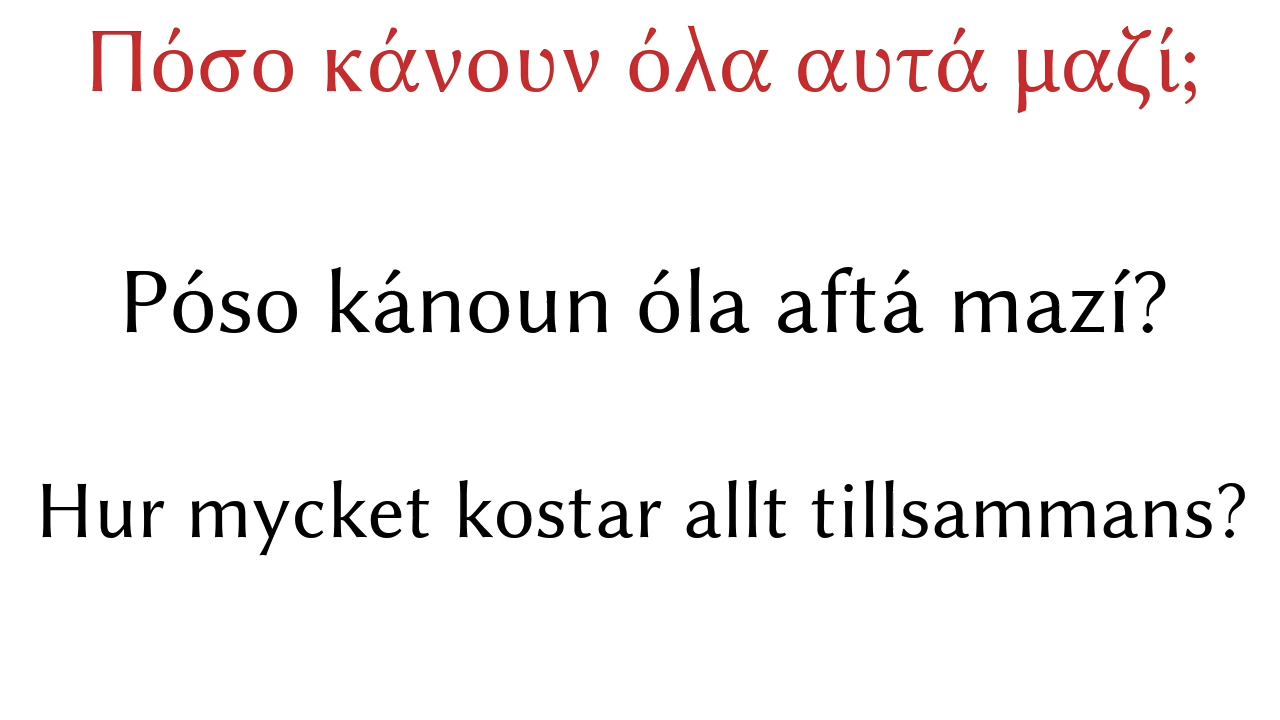 Πόσο κάνουν όλα αυτά μαζί;
Póso kánoun óla aftá mazí?
Hur mycket kostar allt tillsammans?